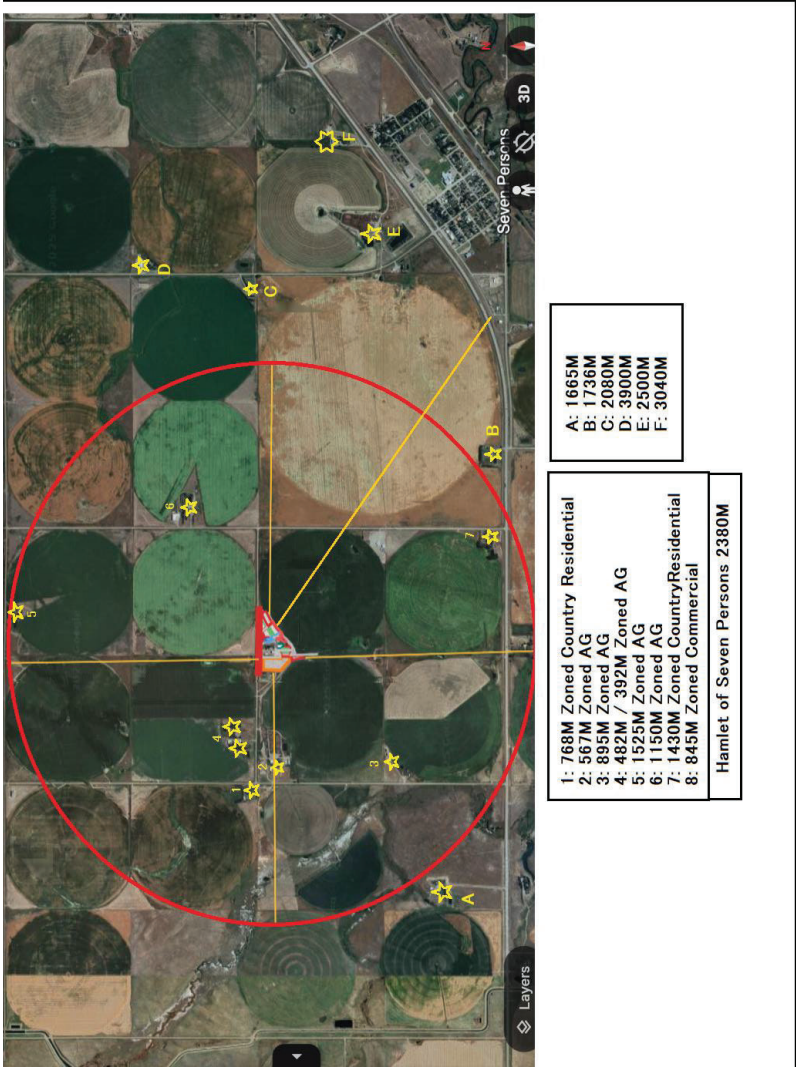 N
3D
Seven Persons
F
E
D
C
B
6
7
5
4
2
3
1
A
Layers
A: 1665M
B: 1736M
C: 2080M
D: 3900M
E: 2500M
F: 3040M
1: 768M Zoned Country Residential
2: 567M Zoned AG
3: 895M Zoned AG
4: 482M / 392M Zoned AG
5: 1525M Zoned AG
6: 1150M Zoned AG
7: 1430M Zoned CountryResidential
8: 845M Zoned Commercial
Hamlet of Seven Persons 2380M